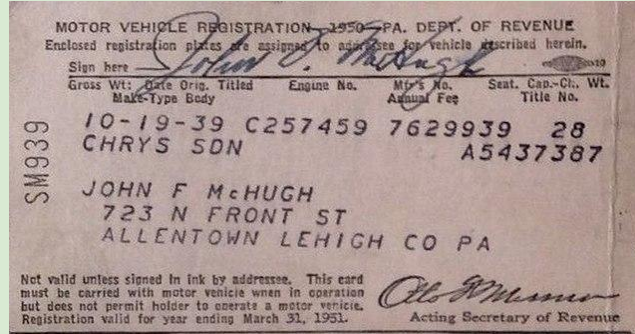 MOTOR VEHICLE REGISTRATION—1950—PA. DEPT. OF REVENUE
Enclosed registration plates are assigned to addressee for vehicle described herein.
Sign here John F. McHugh
Gross Wt: Date Orig. Titled Engine No. Mfr's No. Seat. Cap.-Ch. Wt.
Make-Type Body Annual Fee Title No.
10-19-39 C257459 7629939 28
CHRYS SDN A5437387
SM939
JOHN F McHUGH
723 N FRONT ST
ALLENTOWN LEHIGH CO PA
Not valid unless signed in ink by addressee. This card
must be carried with motor vehicle when in operation
but does not permit holder to operate a motor vehicle.
Registration valid for year ending March 31, 1951.
Acting Secretary of Revenue